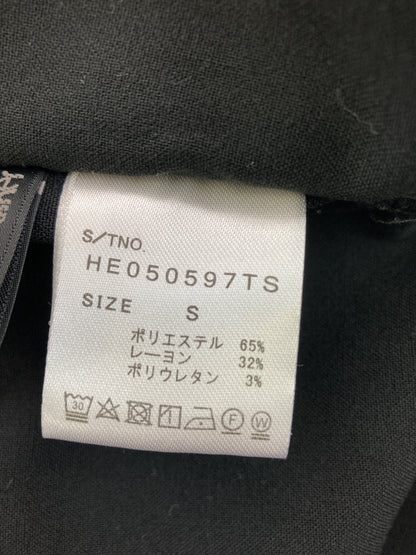 S/TNO.
HE050597TS
SIZE S
ポリエステル 65%
レーヨン 32%
ポリウレタン 3%
30 F W